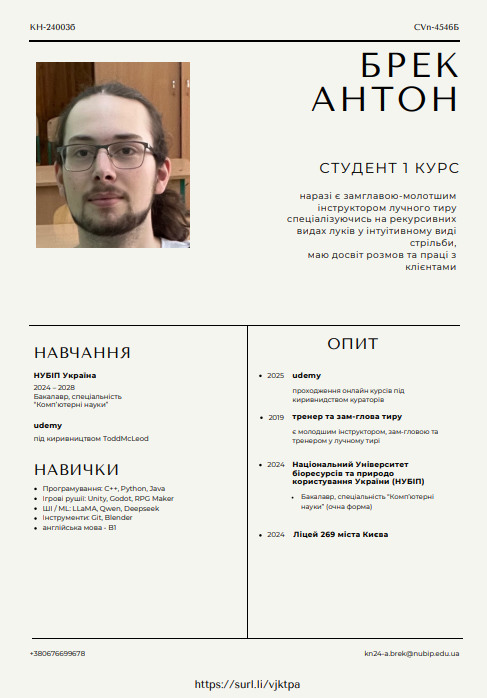 КН-24003б
CVп-4546Б
БРЕК
АНТОН
СТУДЕНТ 1 КУРС
наразі є замглавою-молотшим
інструктором лучного тиру
спеціалізуючись на рекурсивних
видах луків у інтуітивному виді
стрільби,
маю досвіт розмов та праці з
клієнтами
НАВЧАННЯ
НУБІП Україна
2024 – 2028
Бакалавр, спеціальність
"Комп'ютерні науки"
udemy
під киривництвом ToddMcLeod
НАВИЧКИ
Програмування: C++, Python, Java
Ігрові рушії: Unity, Godot, RPG Maker
ШІ / ML: LLaMA, Qwen, Deepseek
Інструменти: Git, Blender
англійська мова - B1
ОПИТ
2025 udemy
проходження онлайн курсів під
киривнидством кураторів
2019 тренер та зам-глова тиру
є молодшим інструктором, зам-гловою та
тренером у лучному тирі
2024 Національний Університет
біоресурсів та природо
користування України (НУБІП)
Бакалавр, спеціальність "Комп'ютерні
науки" (очна форма)
2024 Ліцей 269 міста Києва
+380676699678
kn24-a.brek@nubip.edu.ua
https://surl.li/vjktpa